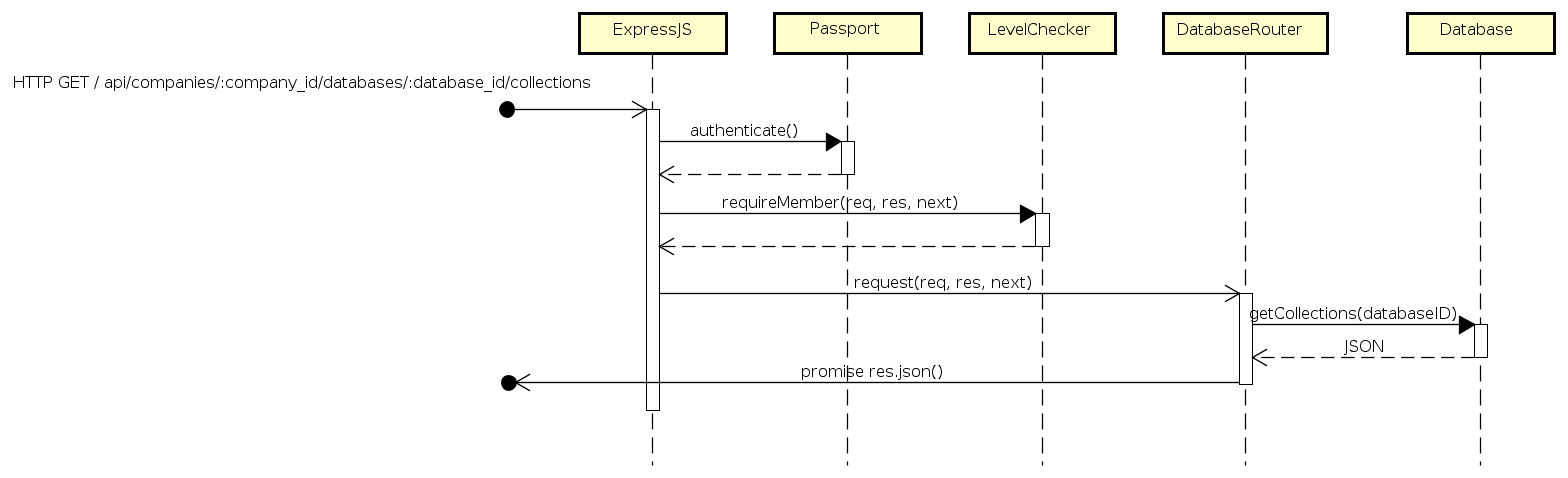 ExpressJS
Passport
LevelChecker
DatabaseRouter
Database
HTTP GET / api/companies/:company_id/databases/:database_id/collections
authenticate()
requireMember(req, res, next)
request(req, res, next)
getCollections(databaseID)
JSON
promise res.json()